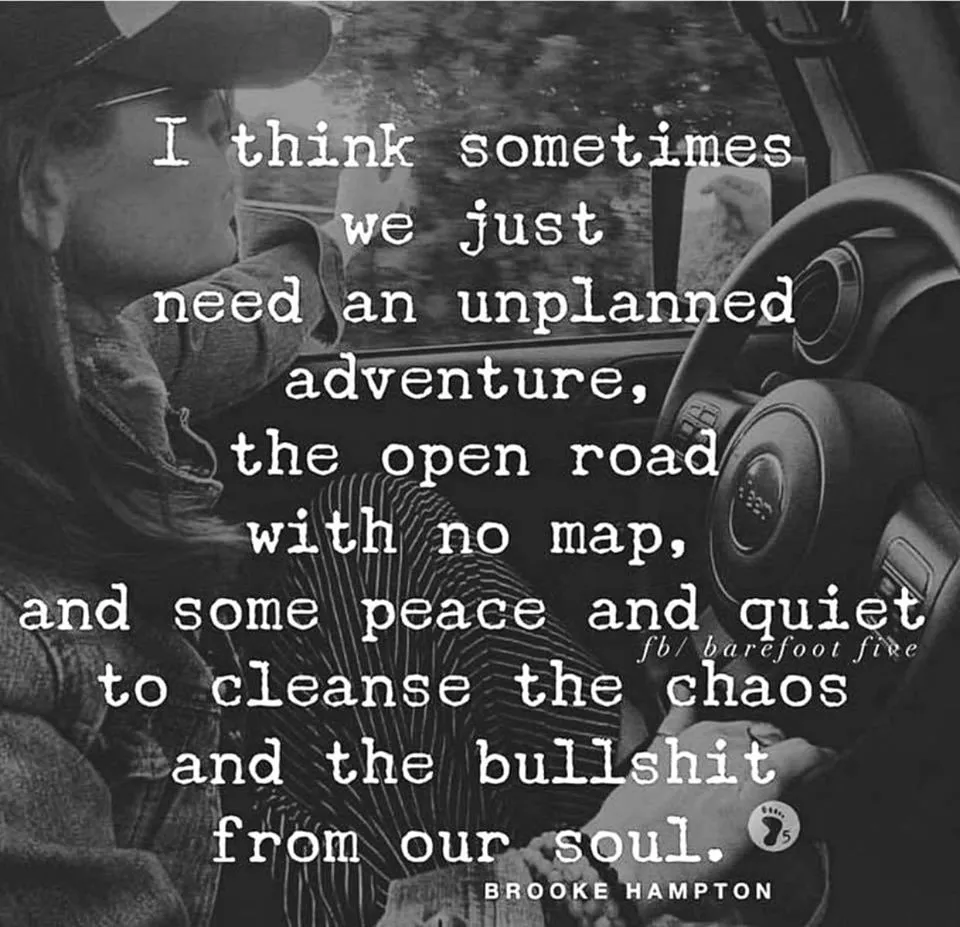 I think sometimes
we just
need an unplanned
adventure,
the open road
with no map,
and some peace and quiet
fb/ barefoot five
to cleanse the chaos
and the bullshit
from our soul.
5
BROOKE HAMPTON